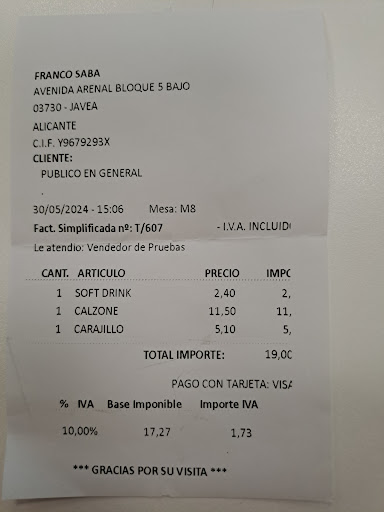 FRANCO SABA
AVENIDA ARENAL BLOQUE 5 BAJO
03730 - JAVEA
ALICANTE
C.I.F. Y9679293X
CLIENTE:
PUBLICO EN GENERAL
.
30/05/2024 - 15:06 Mesa: M8
Fact. Simplificada nº: T/607 - I.V.A. INCLUID
Le atendio: Vendedor de Pruebas
CANT. ARTICULO PRECIO IMPO
1 SOFT DRINK 2,40 2,
1 CALZONE 11,50 11,
1 CARAJILLO 5,10 5,
TOTAL IMPORTE: 19,00
PAGO CON TARJETA: VISA
% IVA Base Imponible Importe IVA
10,00% 17,27 1,73
*** GRACIAS POR SU VISITA ***